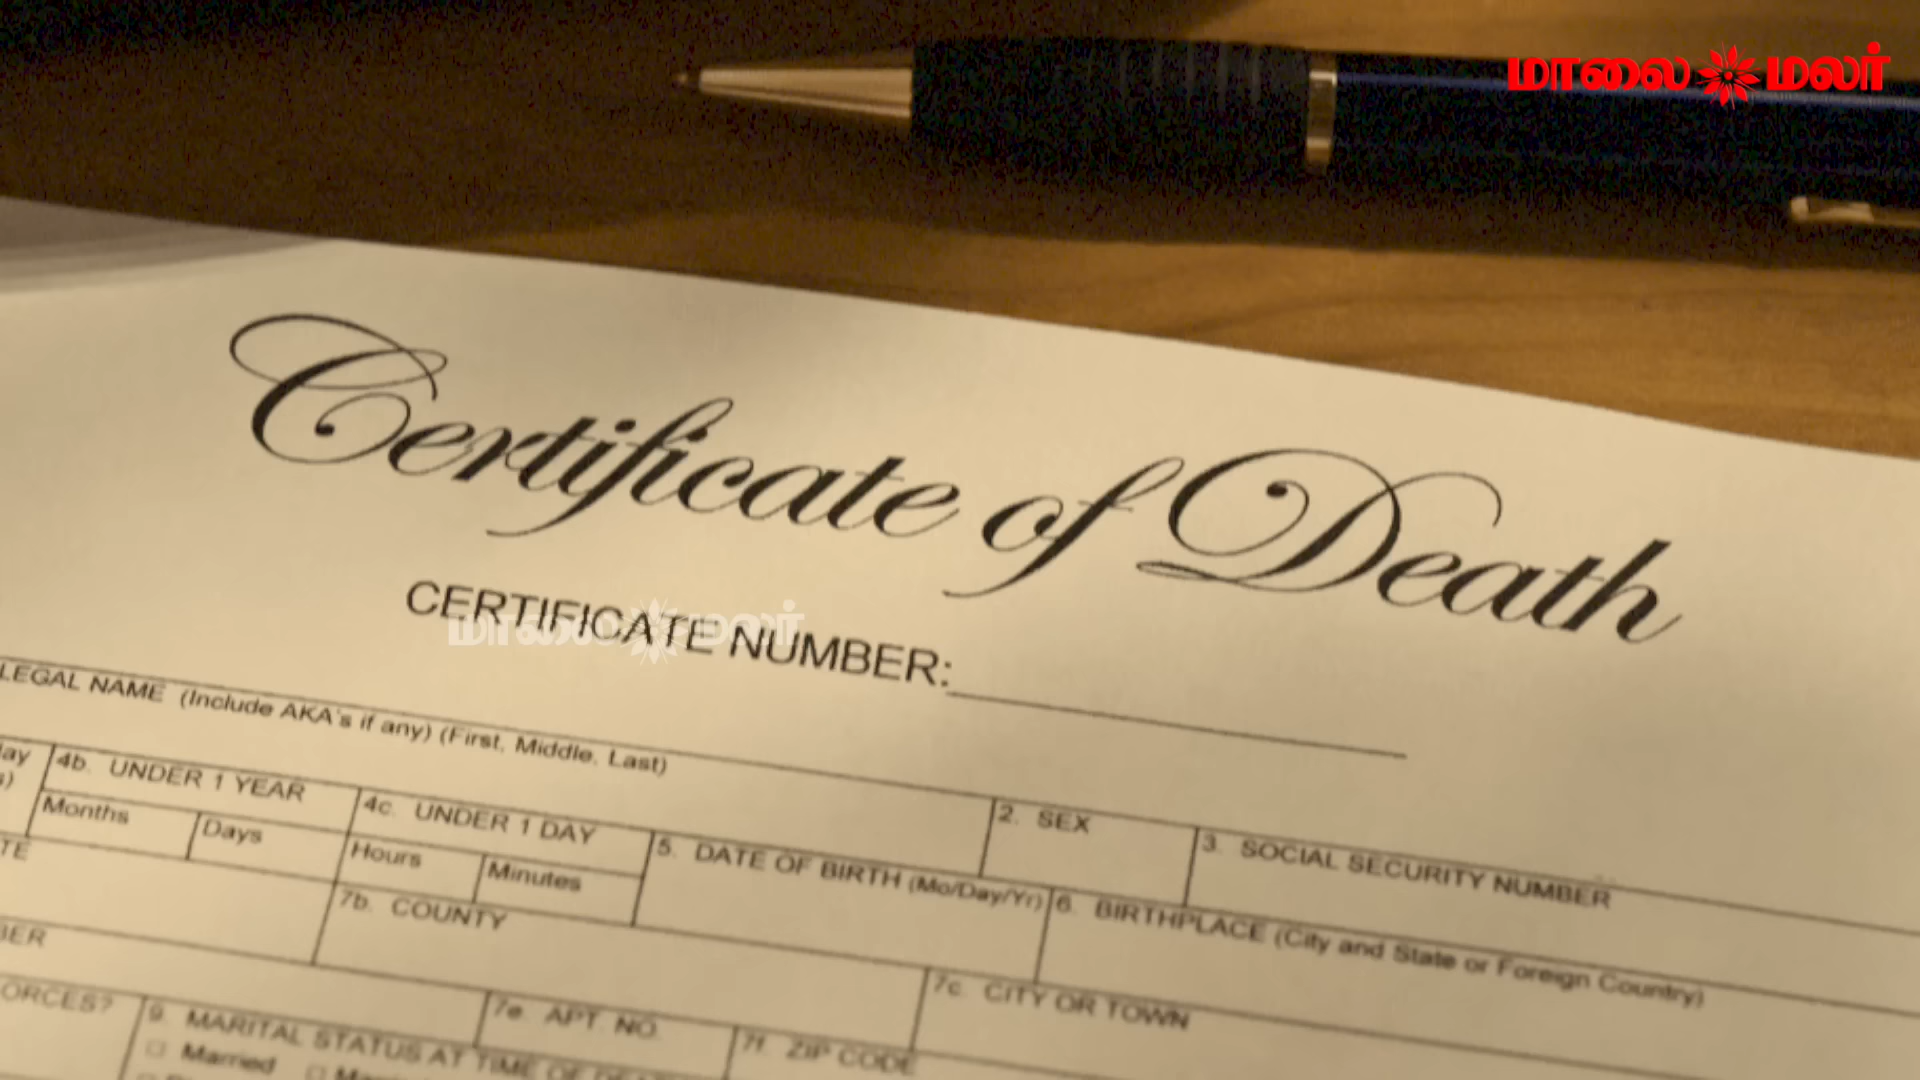 மாலை மலர்
Certificate of Death
CERTIFICATE NUMBER:
மாலை மலர்
LEGAL NAME (Include AKA's if any) (First, Middle, Last)
2. SEX
3. SOCIAL SECURITY NUMBER
4b. UNDER 1 YEAR
Months
Days
4c. UNDER 1 DAY
Hours
Minutes
5. DATE OF BIRTH (Mo/Day/Yr)
6. BIRTHPLACE (City and State or Foreign Country)
7b. COUNTY
7c. CITY OR TOWN
7e. APT. NO.
7f. ZIP CODE
ORCES?
9. MARITAL STATUS AT TIME OF
Married